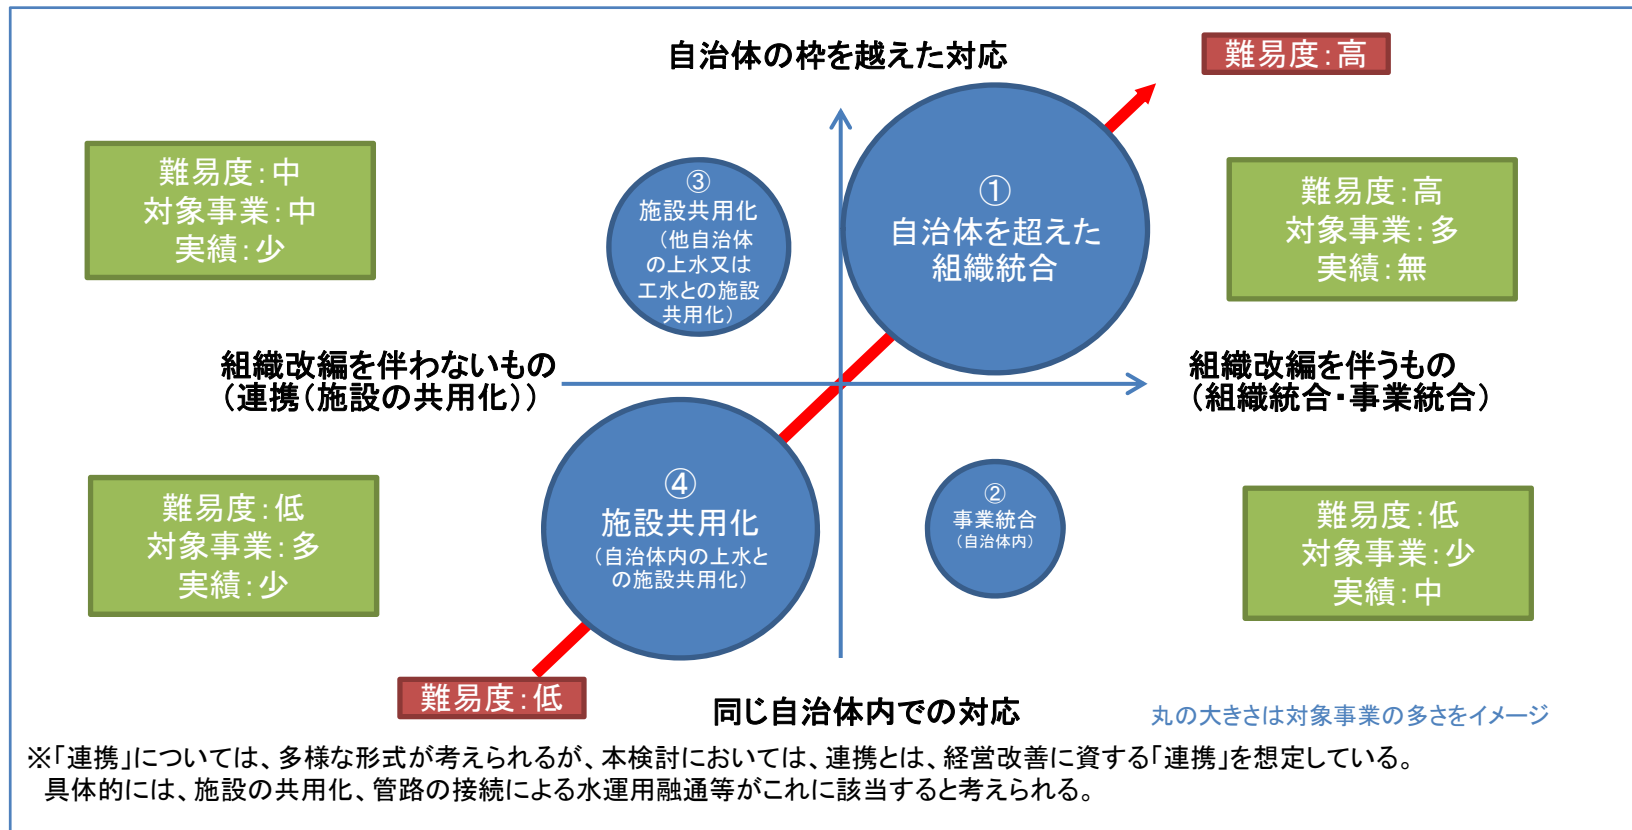 自治体の枠を越えた対応
難易度：高
難易度：中
対象事業：中
実績：少
③
施設共用化
（他自治体
の上水又は
工水との施設
共用化）
①
自治体を超えた
組織統合
難易度：高
対象事業：多
実績：無
組織改編を伴わないもの
（連携（施設の共用化））
組織改編を伴うもの
（組織統合・事業統合）
難易度：低
対象事業：多
実績：少
④
施設共用化
（自治体内の上水と
の施設共用化）
②
事業統合
（自治体内）
難易度：低
対象事業：少
実績：中
難易度：低
同じ自治体内での対応
丸の大きさは対象事業の多さをイメージ
※「連携」については、多様な形式が考えられるが、本検討においては、連携とは、経営改善に資する「連携」を想定している。
具体的には、施設の共用化、管路の接続による水運用融通等がこれに該当すると考えられる。